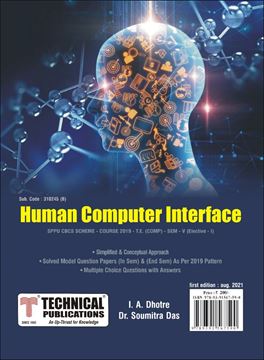 Sub. Code : 310245 (B)
Human Computer Interface
SPPU CBCS SCHEME - COURSE 2019 - T.E. (COMP) - SEM - V (Elective - I)
• Simplified & Conceptual Approach
• Solved Model Question Papers (In Sem) & (End Sem) As Per 2019 Pattern
• Multiple Choice Questions with Answers
first edition : aug. 2021
TECHNICAL
PUBLICATIONS
SINCE 1993
An Up-Thrust for Knowledge
I. A. Dhotre
Dr. Soumitra Das